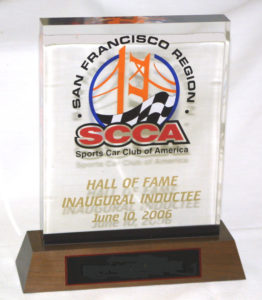 · SAN FRANCISCO REGION ·
SCCA
Sports Car Club of America
HALL OF FAME
INAUGURAL INDUCTEE
June 10, 2006